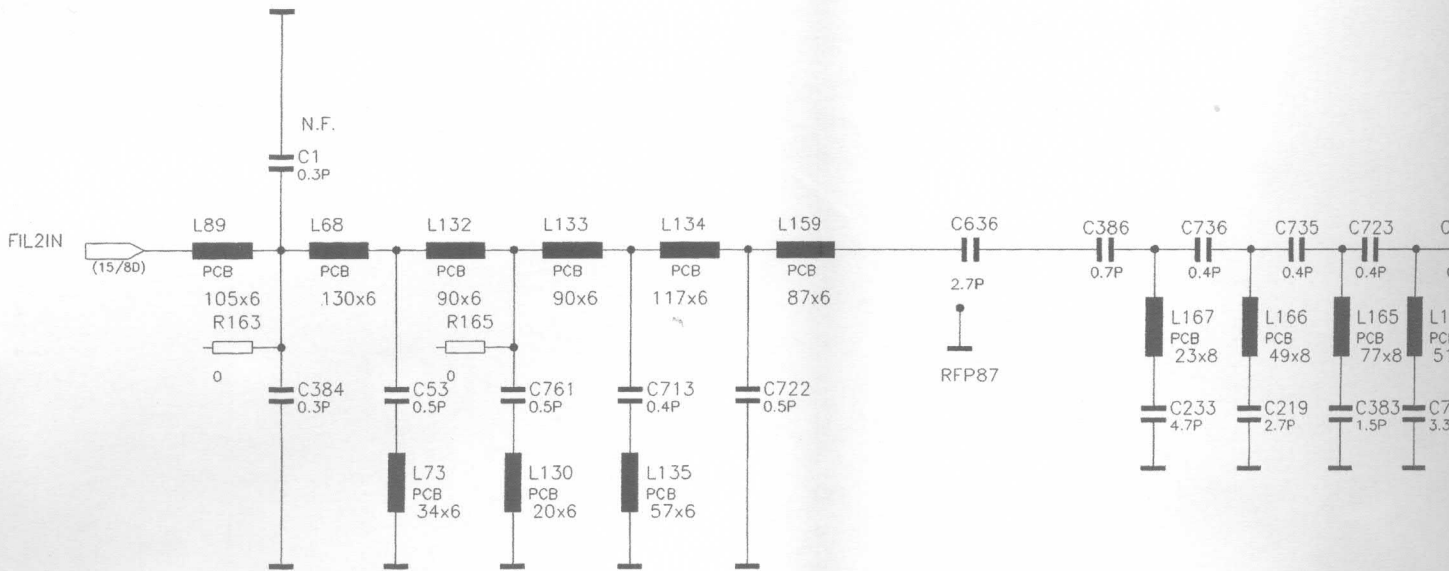 N.F.
C1
0.3P
FIL2IN
(15/8D)
L89
PCB
105x6
L68
PCB
130x6
L132
PCB
90x6
L133
PCB
90x6
L134
PCB
117x6
L159
PCB
87x6
C636
2.7P
C386
0.7P
C736
0.4P
C735
0.4P
C723
0.4P
R163
0
R165
0
RFP87
L167
PCB
23x8
L166
PCB
49x8
L165
PCB
77x8
C384
0.3P
C53
0.5P
C761
0.5P
C713
0.4P
C722
0.5P
C233
4.7P
C219
2.7P
C383
1.5P
L73
PCB
34x6
L130
PCB
20x6
L135
PCB
57x6